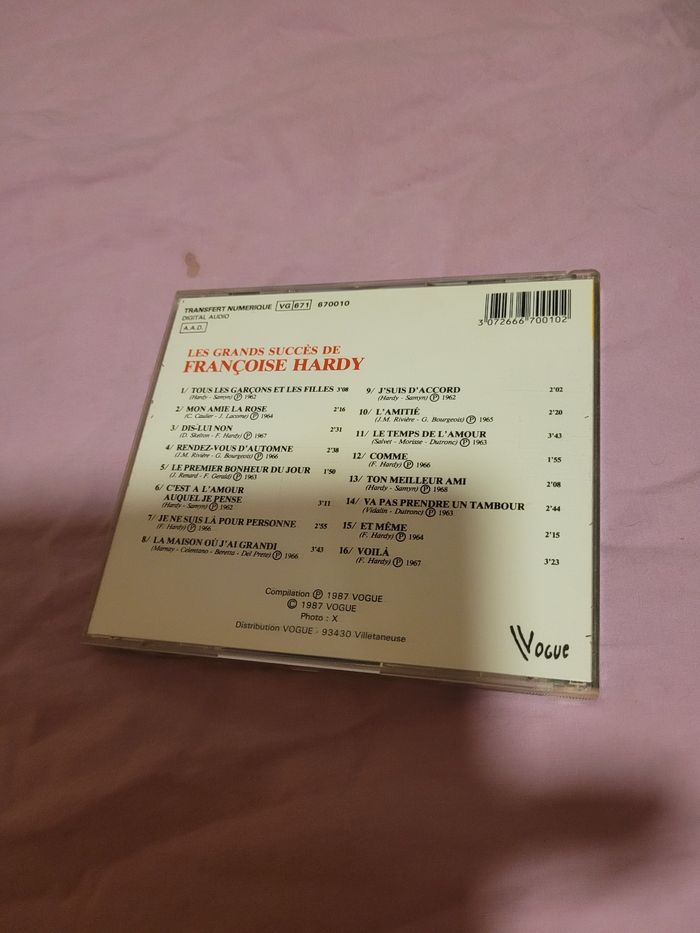 TRANSFERT NUMERIQUE VG 671 670010
DIGITAL AUDIO
A.A.D.
3 072666 700102
LES GRANDS SUCCÈS DE
FRANÇOISE HARDY
1/ TOUS LES GARÇONS ET LES FILLES 3'08
(Hardy - Samyn) Ⓟ 1962
2/ MON AMIE LA ROSE 2'16
(C. Caulier - J. Lacome) Ⓟ 1964
3/ DIS-LUI NON 2'31
(D. Skeiron - F. Hardy) Ⓟ 1967
4/ RENDEZ-VOUS D'AUTOMNE 2'38
(J.M. Rivière - G. Bourgeois) Ⓟ 1966
5/ LE PREMIER BONHEUR DU JOUR 1'50
(J. Renard - F. Gerald) Ⓟ 1963
6/ C'EST A L'AMOUR
AUQUEL JE PENSE 3'11
(Hardy - Samyn) Ⓟ 1962
7/ JE NE SUIS LÀ POUR PERSONNE 2'55
(F. Hardy) Ⓟ 1966
8/ LA MAISON OÙ J'AI GRANDI 3'43
(Marnay - Celentano - Beretta - Del Prete) Ⓟ 1966
9/ J'SUIS D'ACCORD 2'02
(Hardy - Samyn) Ⓟ 1962
10/ L'AMITIÉ 2'20
(J.M. Rivière - G. Bourgeois) Ⓟ 1965
11/ LE TEMPS DE L'AMOUR 3'43
(Salvet - Morisse - Dutronc) Ⓟ 1963
12/ COMME 1'55
(F. Hardy) Ⓟ 1966
13/ TON MEILLEUR AMI 2'08
(Hardy - Samyn) Ⓟ 1968
14/ VA PAS PRENDRE UN TAMBOUR 2'44
(Vidalin - Dutronc) Ⓟ 1963
15/ ET MÊME 2'15
(F. Hardy) Ⓟ 1964
16/ VOILÀ 3'23
(F. Hardy) Ⓟ 1967
Compilation Ⓟ 1987 VOGUE
© 1987 VOGUE
Photo : X
Distribution VOGUE - 93430 Villetaneuse
VOGUE